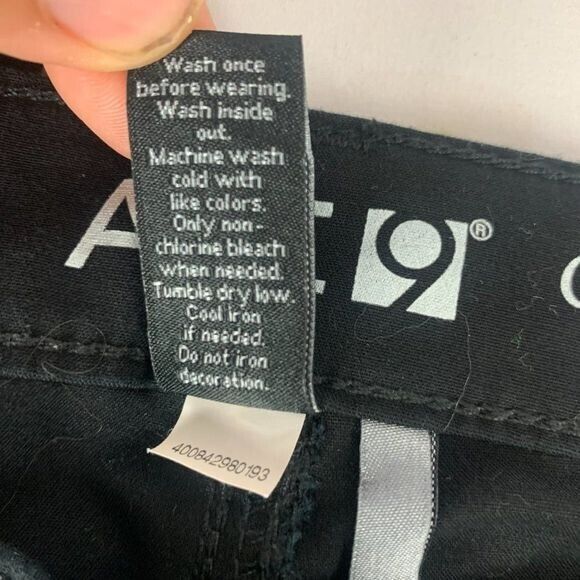 Wash once
before wearing.
Wash inside
out.
Machine wash
cold with
like colors.
Only non-
chlorine bleach
when needed.
Tumble dry low.
Cool iron
if needed.
Do not iron
decoration.
A E 9®
400842980193